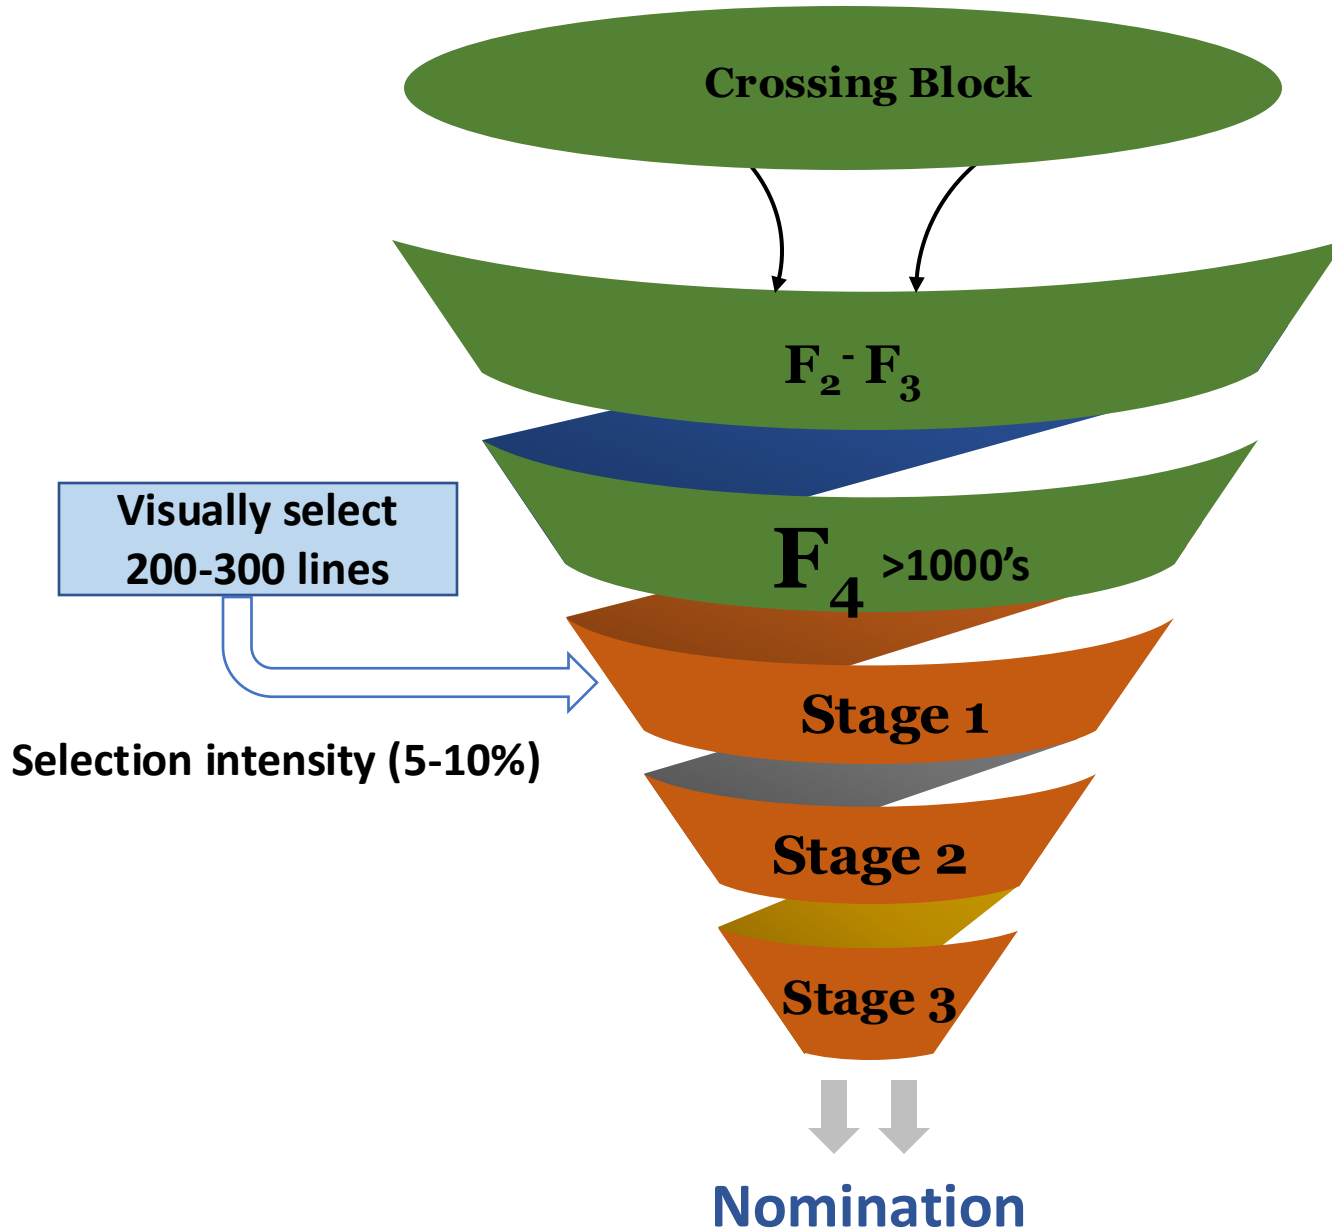 Crossing Block
F₂- F₃
Visually select
200-300 lines
F₄ >1000’s
Stage 1
Selection intensity (5-10%)
Stage 2
Stage 3
Nomination